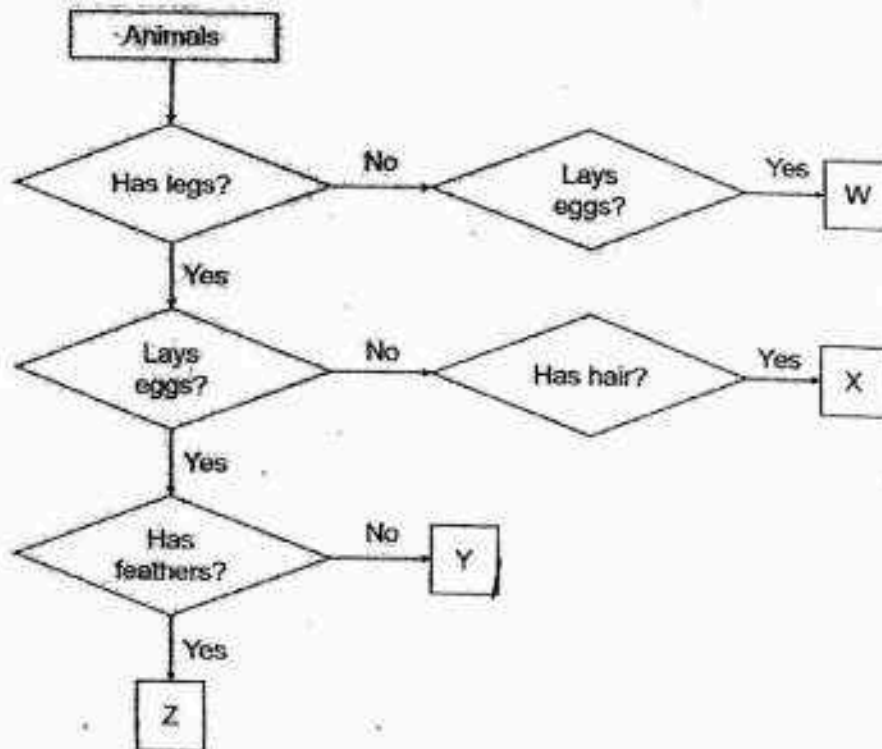 Animals
Has legs?
No
Lays
eggs?
Yes
W
Yes
Lays
eggs?
No
Has hair?
Yes
X
Yes
Has
feathers?
No
Y
Yes
Z